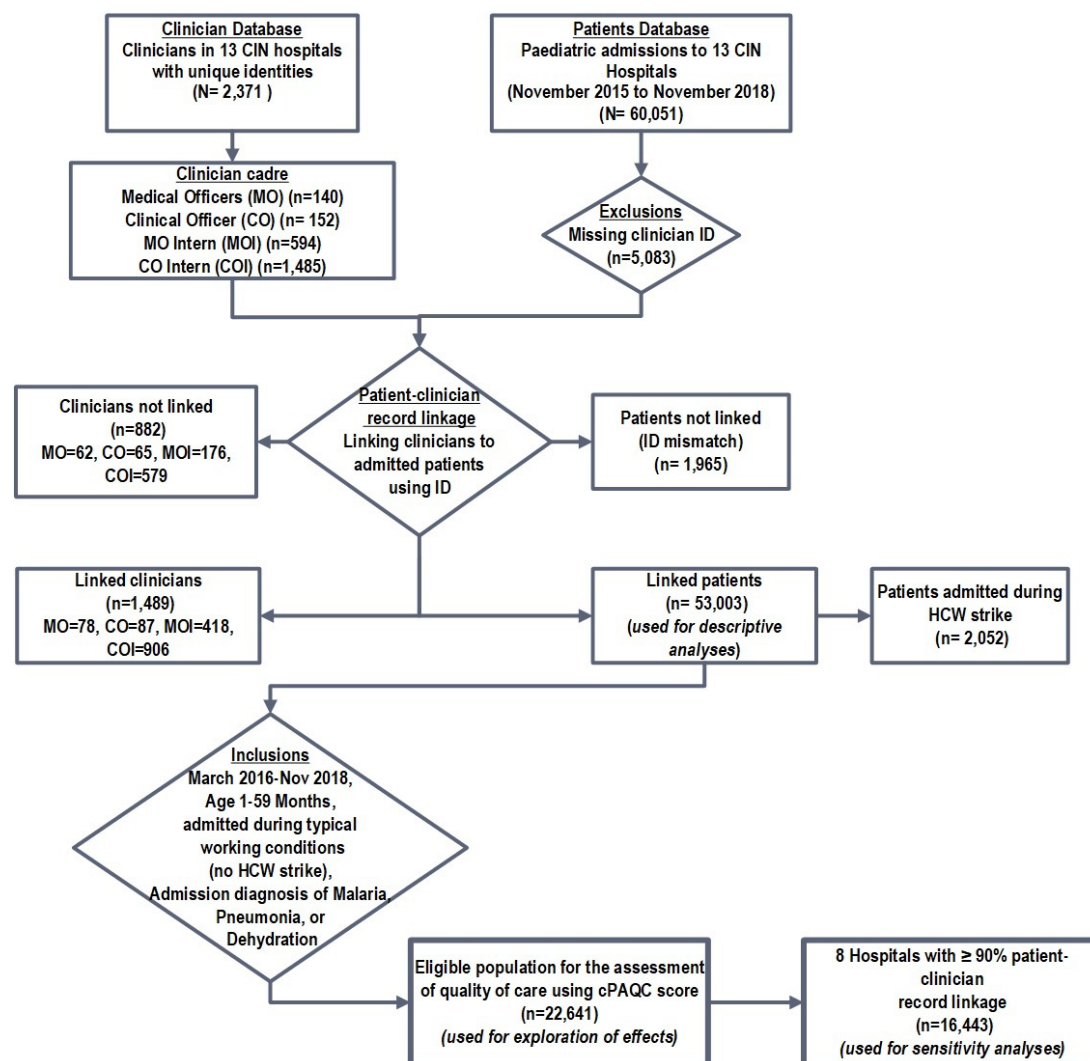 Clinician Database
Clinicians in 13 CIN hospitals
with unique identities
(N= 2,371 )
Patients Database
Paediatric admissions to 13 CIN
Hospitals
(November 2015 to November 2018)
(N= 60,051)
Clinician cadre
Medical Officers (MO) (n=140)
Clinical Officer (CO) (n= 152)
MO Intern (MOI) (n=594)
CO Intern (COI) (n=1,485)
Exclusions
Missing clinician ID
(n=5,083)
Clinicians not linked
(n=882)
MO=62, CO=65, MOI=176,
COI=579
Patient-clinician
record linkage
Linking clinicians to
admitted patients
using ID
Patients not linked
(ID mismatch)
(n= 1,965)
Linked clinicians
(n=1,489)
MO=78, CO=87, MOI=418,
COI=906
Linked patients
(n= 53,003)
(used for descriptive
analyses)
Patients admitted during
HCW strike
(n= 2,052)
Inclusions
March 2016-Nov 2018,
Age 1-59 Months,
admitted during typical
working conditions
(no HCW strike),
Admission diagnosis of Malaria,
Pneumonia, or
Dehydration
Eligible population for the assessment
of quality of care using cPAQC score
(n=22,641)
(used for exploration of effects)
8 Hospitals with ≥ 90% patient-
clinician
record linkage
(n=16,443)
(used for sensitivity analyses)